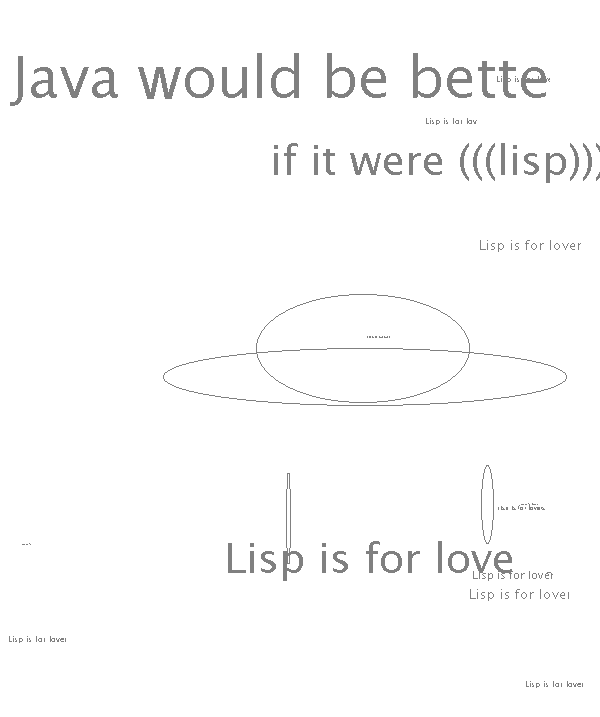 Java would be bette
Lisp is for love
Lisp is for lov
if it were (((lisp)))
Lisp is for lover
Lisp is for lover
Lisp is for love
Lisp is for lover
Lisp is for lover
Lisp is for lover
Lisp is for lover